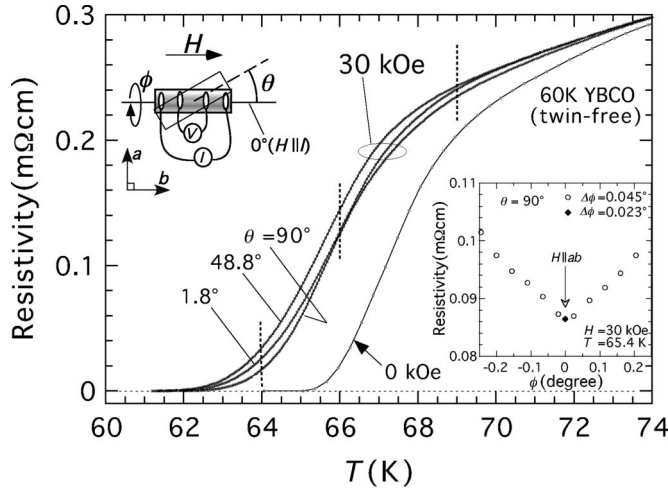 0.3
0.2
0.1
0
Resistivity(mΩcm)
60 62 64 66 68 70 72 74
T(K)
H
ϕ
θ
V
I
0°(H∥I)
a
b
30 kOe
60K YBCO
(twin-free)
θ =90°
48.8°
1.8°
0 kOe
0.11
0.1
0.09
0.08
Resistivity(mΩcm)
θ = 90°
Δϕ=0.045°
Δϕ=0.023°
H∥ab
H =30 kOe
T =65.4 K
-0.2 -0.1 0 0.1 0.2
ϕ (degree)